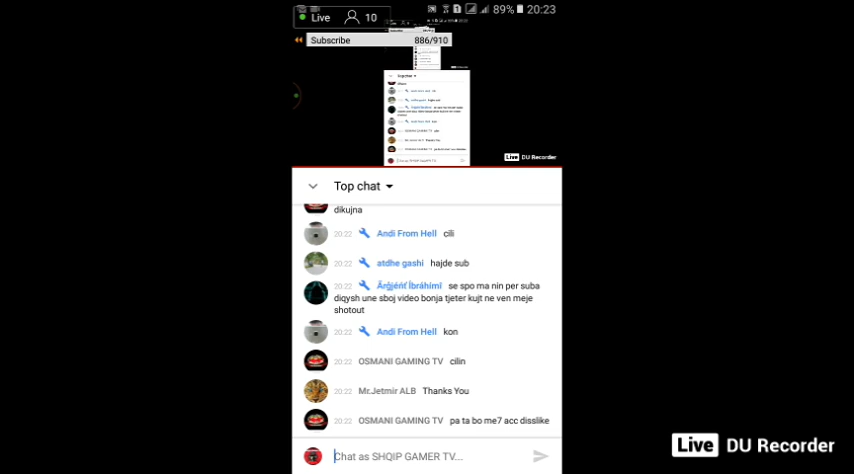 Live 10
89% 20:23
Subscribe 886/910
Live DU Recorder
Top chat
dikujna
20:22 Andi From Hell cili
20:22 atdhe gashi hajde sub
20:22 Ãrģjéńť Íbráhimî se spo ma nin per suba
diqysh une sboj video bonja tjeter kujt ne ven meje
shotout
20:22 Andi From Hell kon
20:22 OSMANI GAMING TV cilin
20:22 Mr.Jetmir ALB Thanks You
20:22 OSMANI GAMING TV pa ta bo me7 acc disslike
Chat as SHQIP GAMER TV...
Live DU Recorder